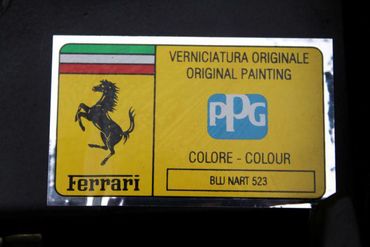 VERNICIATURA ORIGINALE
ORIGINAL PAINTING
PPG
COLORE - COLOUR
BLU NART 523
Ferrari